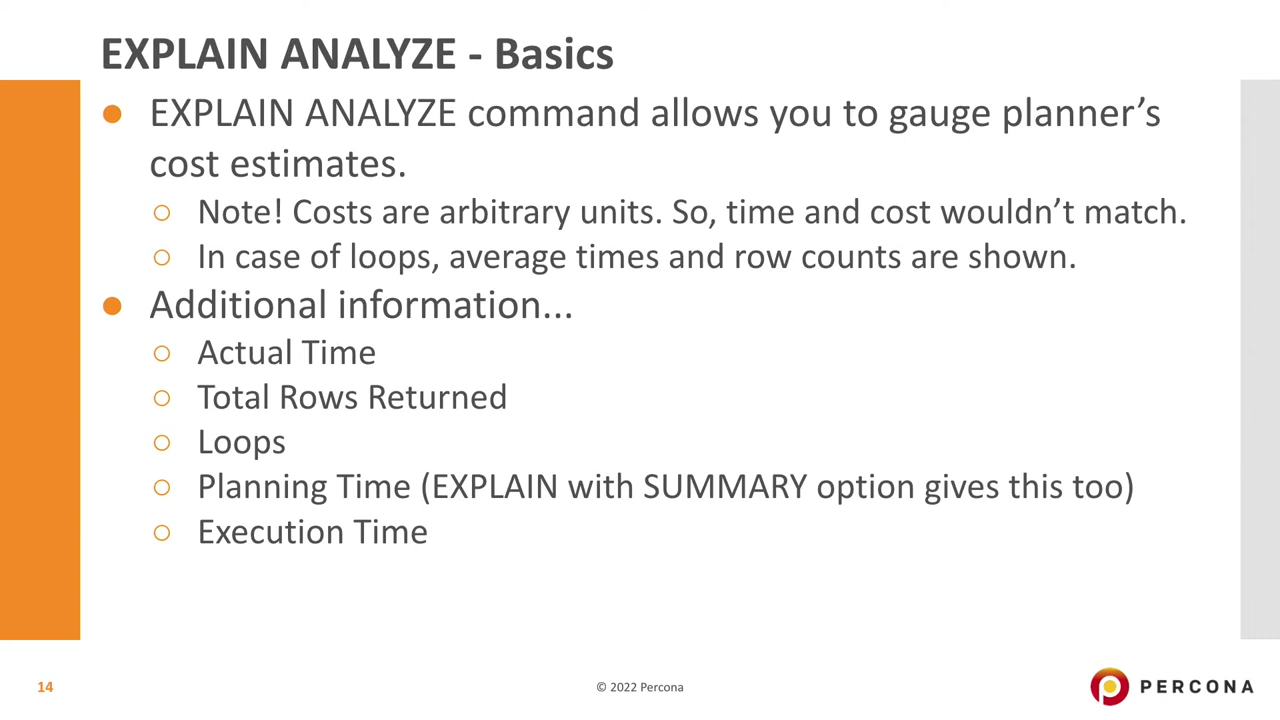 EXPLAIN ANALYZE - Basics
● EXPLAIN ANALYZE command allows you to gauge planner’s
cost estimates.
○ Note! Costs are arbitrary units. So, time and cost wouldn’t match.
○ In case of loops, average times and row counts are shown.
● Additional information...
○ Actual Time
○ Total Rows Returned
○ Loops
○ Planning Time (EXPLAIN with SUMMARY option gives this too)
○ Execution Time
14
© 2022 Percona
PERCONA